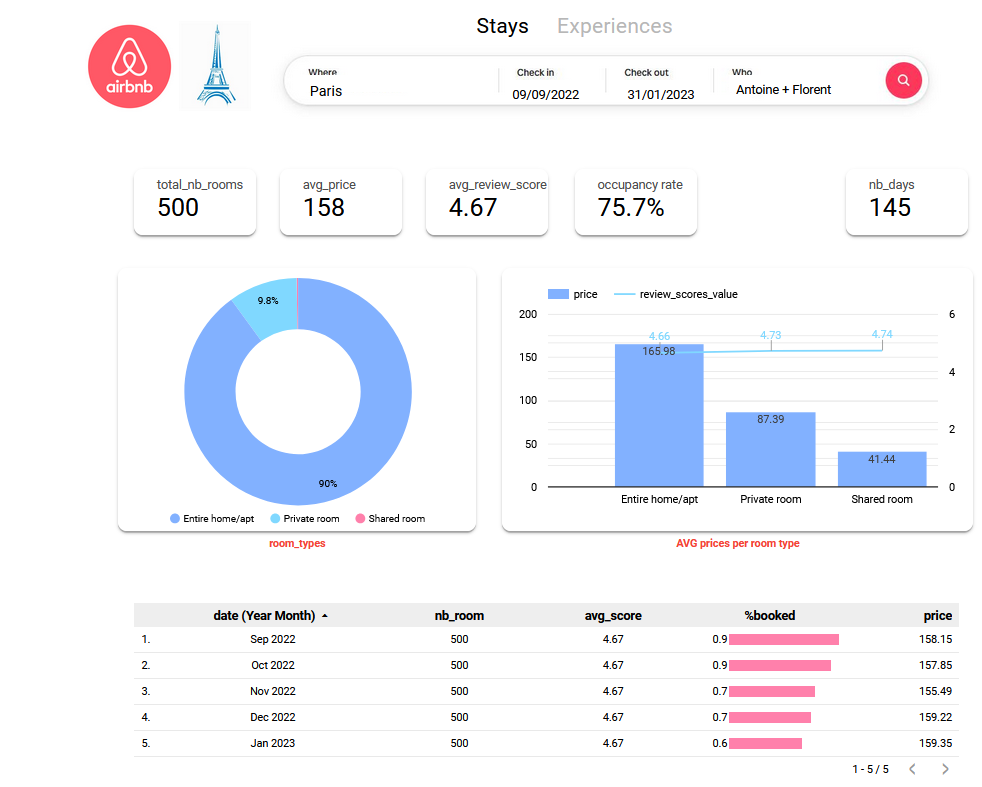 Stays Experiences
airbnb
Where Check in Check out Who
Paris 09/09/2022 31/01/2023 Antoine + Florent
total_nb_rooms avg_price avg_review_score occupancy rate nb_days
500 158 4.67 75.7% 145
9.8%
90%
Entire home/apt Private room Shared room
room_types
price review_scores_value
200 6
4.66 4.73 4.74
165.98
150
4
100
87.39
2
50
41.44
0 0
Entire home/apt Private room Shared room
AVG prices per room type
date (Year Month) nb_room avg_score %booked price
1. Sep 2022 500 4.67 0.9 158.15
2. Oct 2022 500 4.67 0.9 157.85
3. Nov 2022 500 4.67 0.7 155.49
4. Dec 2022 500 4.67 0.7 159.22
5. Jan 2023 500 4.67 0.6 159.35
1 - 5 / 5